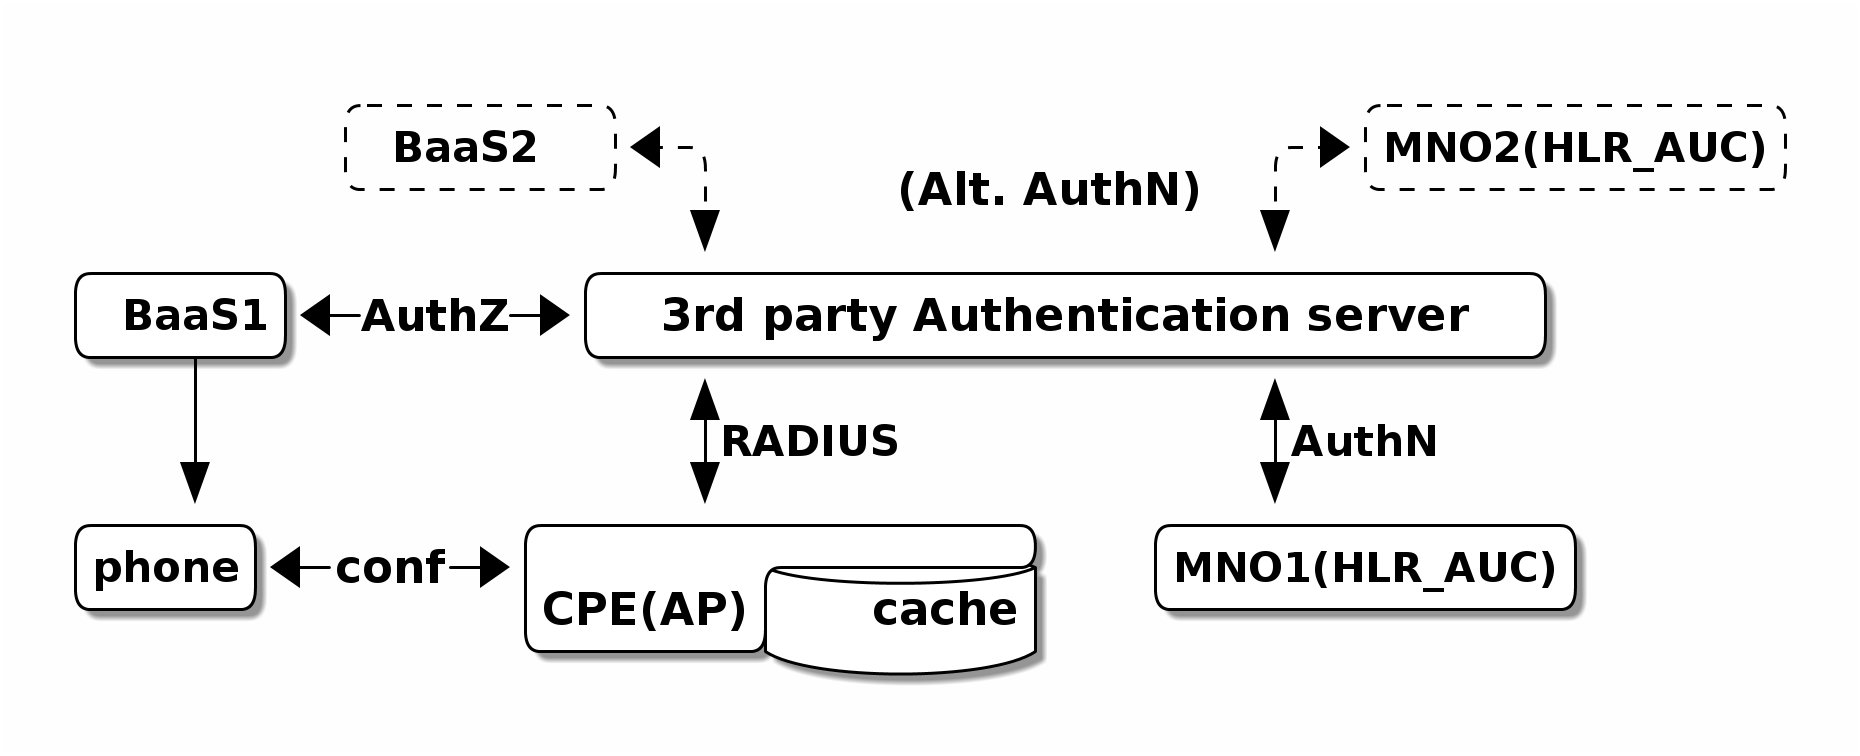 BaaS2
MNO2(HLR_AUC)
(Alt. AuthN)
BaaS1
AuthZ
3rd party Authentication server
RADIUS
AuthN
phone
conf
MNO1(HLR_AUC)
CPE(AP)
cache